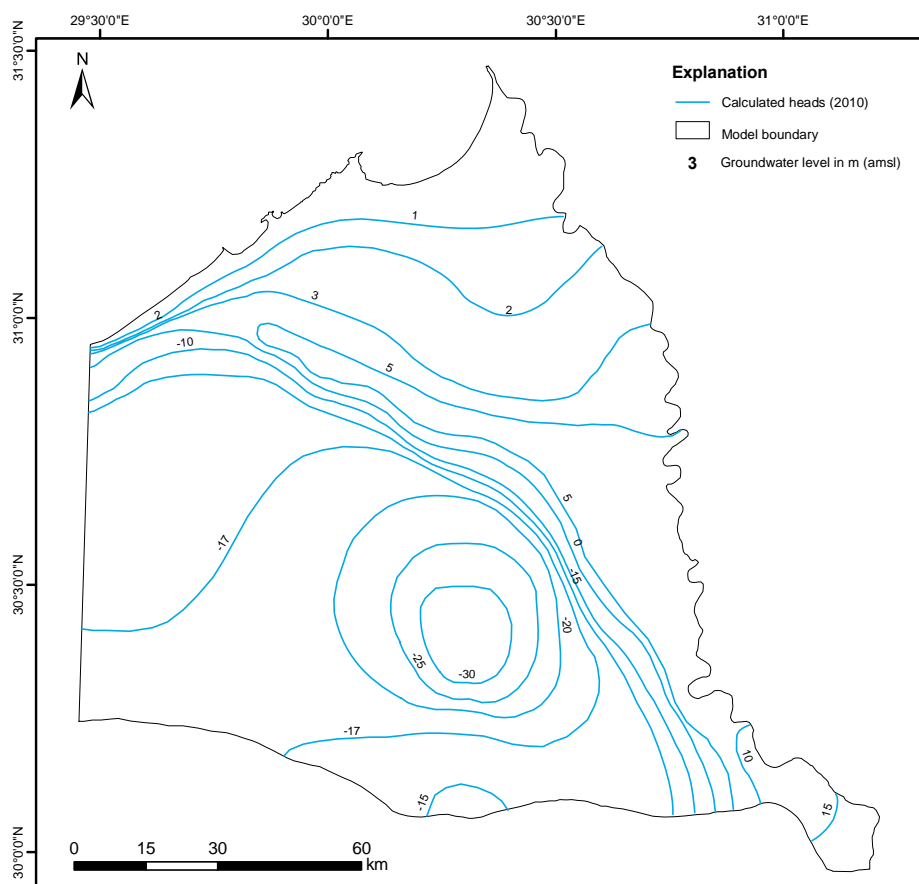 29°30'0"E 30°0'0"E 30°30'0"E 31°0'0"E
31°30'0"N
31°0'0"N
30°30'0"N
30°0'0"N
N
Explanation
Calculated heads (2010)
Model boundary
3 Groundwater level in m (amsl)
1
2
2
3
-10
5
5
0
-15
-17
-20
-25
-30
-17
10
-15
15
0 15 30 60
km